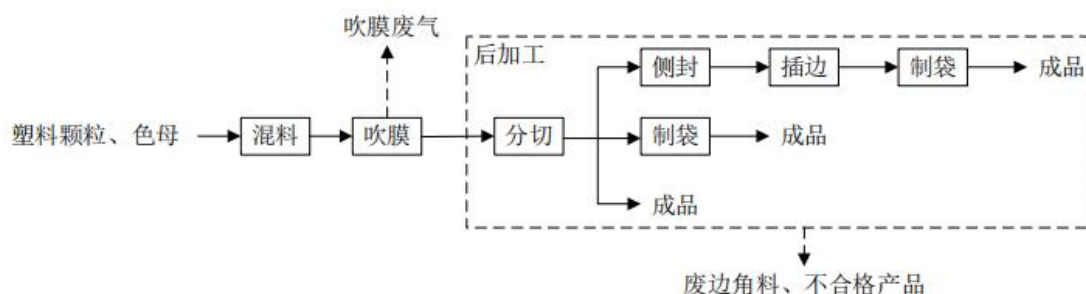 吹膜废气
后加工
侧封
插边
制袋
成品
塑料颗粒、色母
混料
吹膜
分切
制袋
成品
成品
废边角料、不合格产品